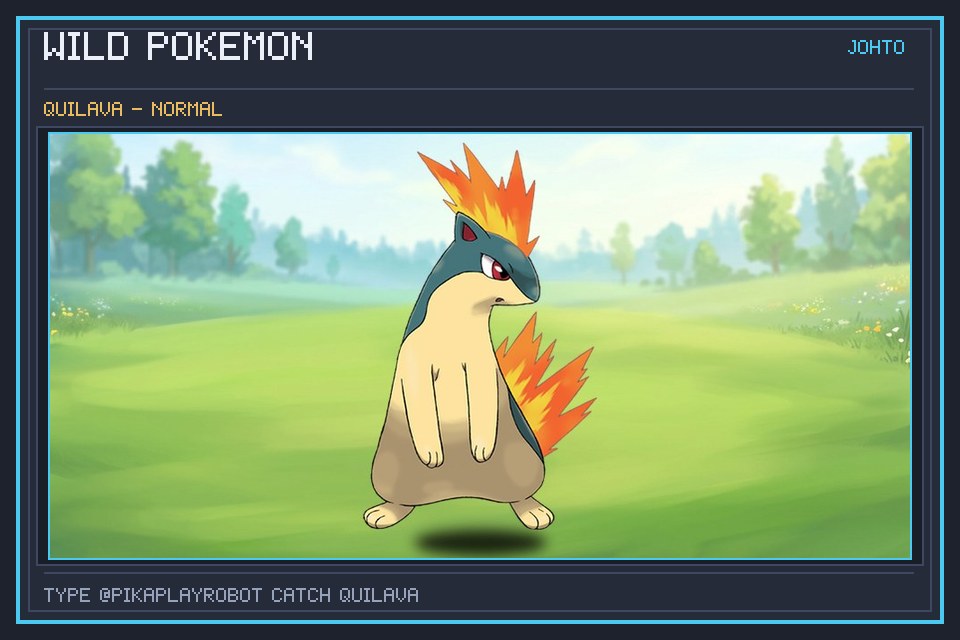 WILD POKEMON
JOHTO
QUILAVA - NORMAL
TYPE @PIKAPLAYROBOT CATCH QUILAVA